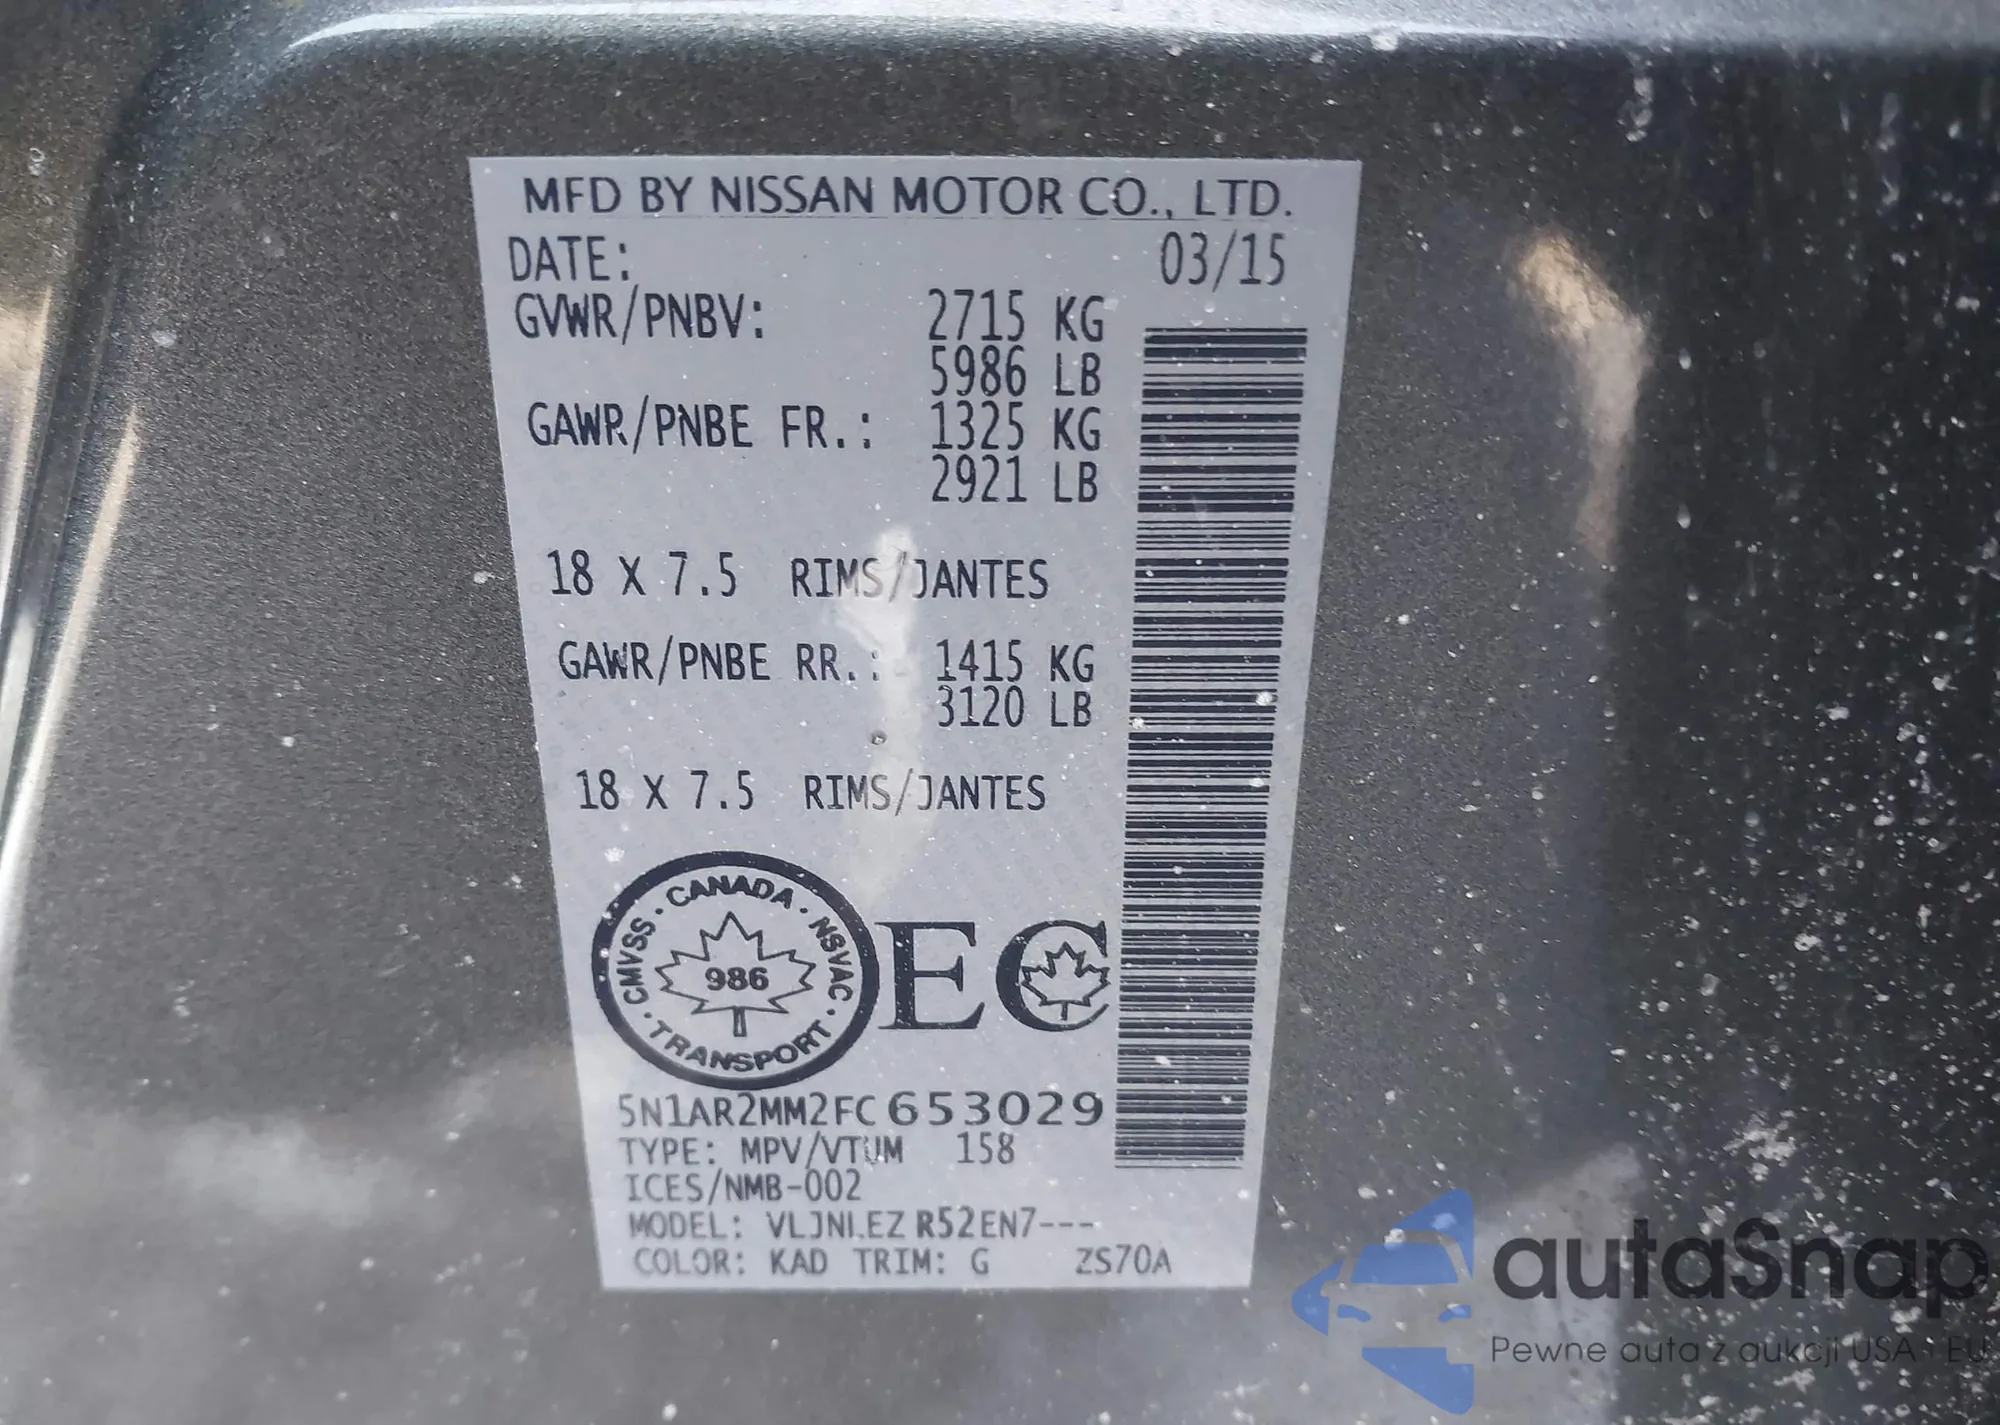 MFD BY NISSAN MOTOR CO., LTD.
DATE: 03/15
GVWR/PNBV: 2715 KG
5986 LB
GAWR/PNBE FR.: 1325 KG
2921 LB
18 X 7.5 RIMS/JANTES
GAWR/PNBE RR.: 1415 KG
3120 LB
18 X 7.5 RIMS/JANTES
CMVSS · CANADA · NSVAC · TRANSPORT ·
986
EC
5N1AR2MM2FC653029
TYPE: MPV/VTUM 158
ICES/NMB-002
MODEL: VLJNLEZ R52EN7---
COLOR: KAD TRIM: G ZS70A
autaSnap
Pewne auta z aukcji USA i EU